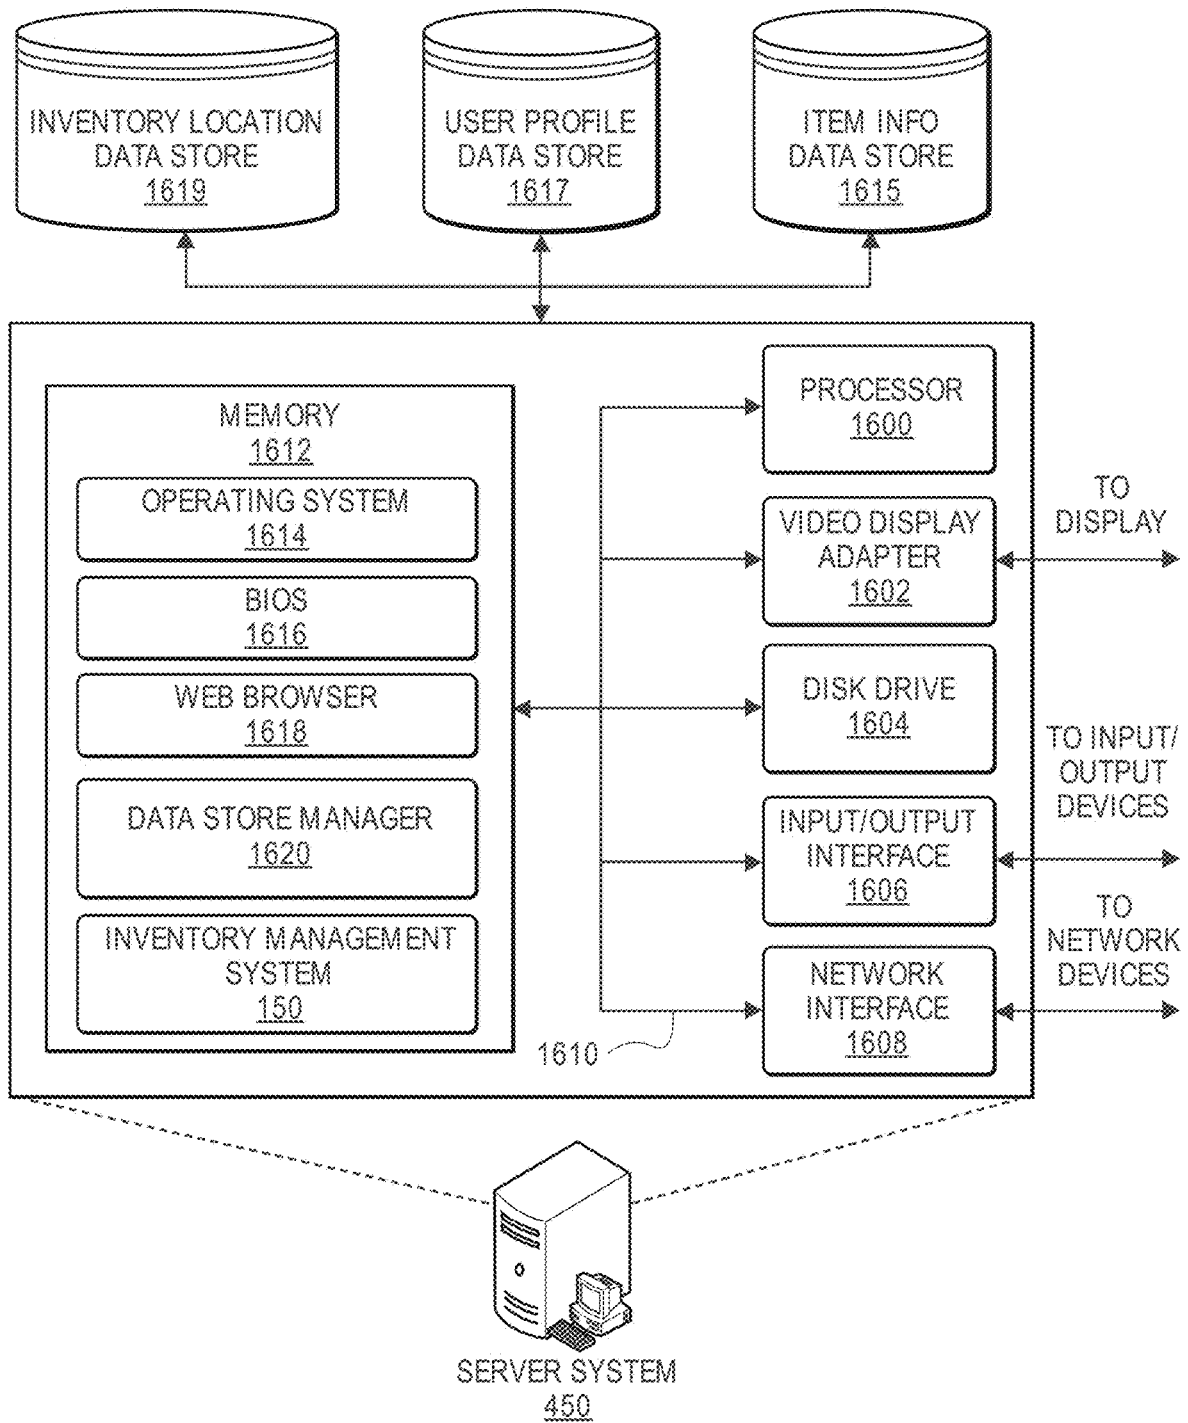 INVENTORY LOCATION
DATA STORE
1619
USER PROFILE
DATA STORE
1617
ITEM INFO
DATA STORE
1615
MEMORY
1612
OPERATING SYSTEM
1614
BIOS
1616
WEB BROWSER
1618
DATA STORE MANAGER
1620
INVENTORY MANAGEMENT
SYSTEM
150
PROCESSOR
1600
VIDEO DISPLAY
ADAPTER
1602
DISK DRIVE
1604
INPUT/OUTPUT
INTERFACE
1606
NETWORK
INTERFACE
1608
1610
TO
DISPLAY
TO INPUT/
OUTPUT
DEVICES
TO
NETWORK
DEVICES
SERVER SYSTEM
450